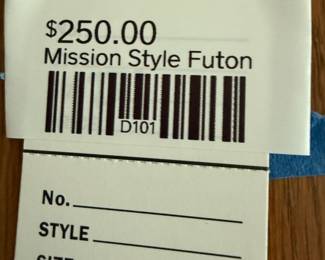 $250.00
Mission Style Futon
D101
No.
STYLE